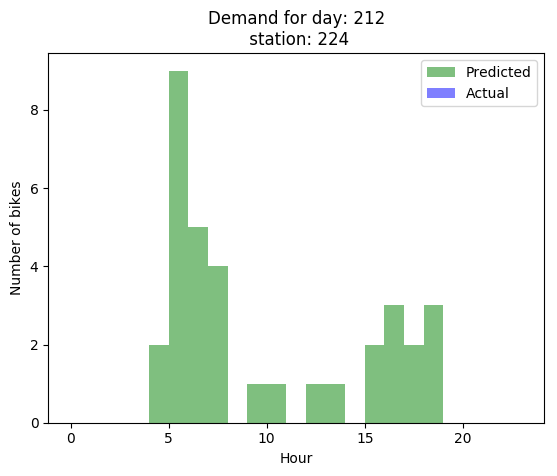 Demand for day: 212
station: 224
Predicted
Actual
Number of bikes
8
6
4
2
0
0 5 10 15 20
Hour